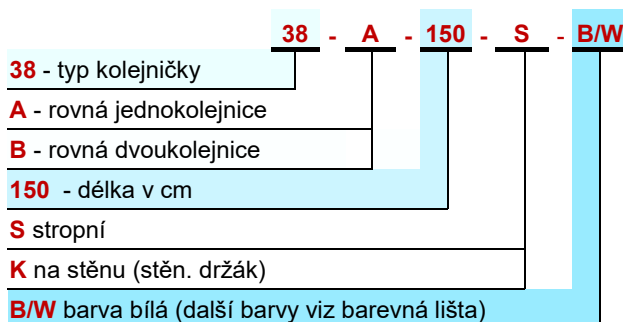 38 - A - 150 - S - B/W
38 - typ kolejničky
A - rovná jednokolejnice
B - rovná dvoukolejnice
150 - délka v cm
S stropní
K na stěnu (stěn. držák)
B/W barva bílá (další barvy viz barevná lišta)